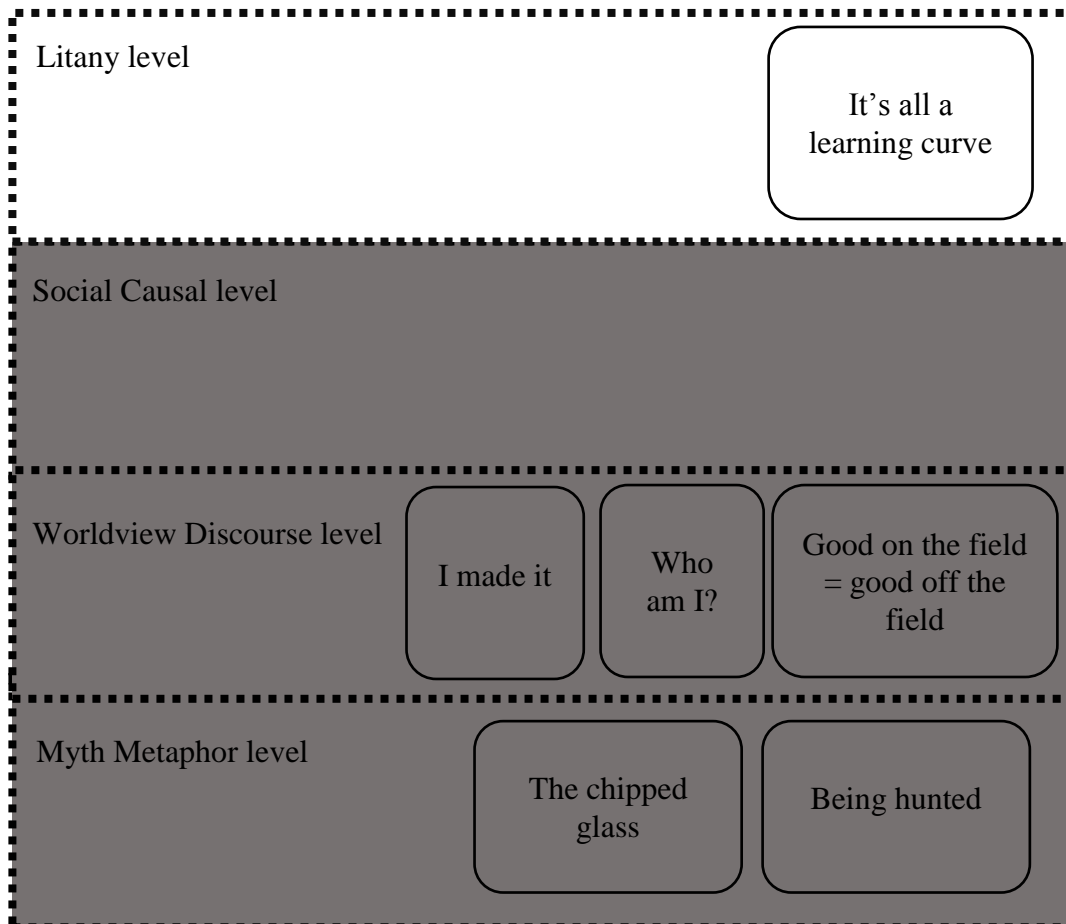 Litany level
It’s all a
learning curve
Social Causal level
Worldview Discourse level
I made it
Who
am I?
Good on the field
= good off the
field
Myth Metaphor level
The chipped
glass
Being hunted